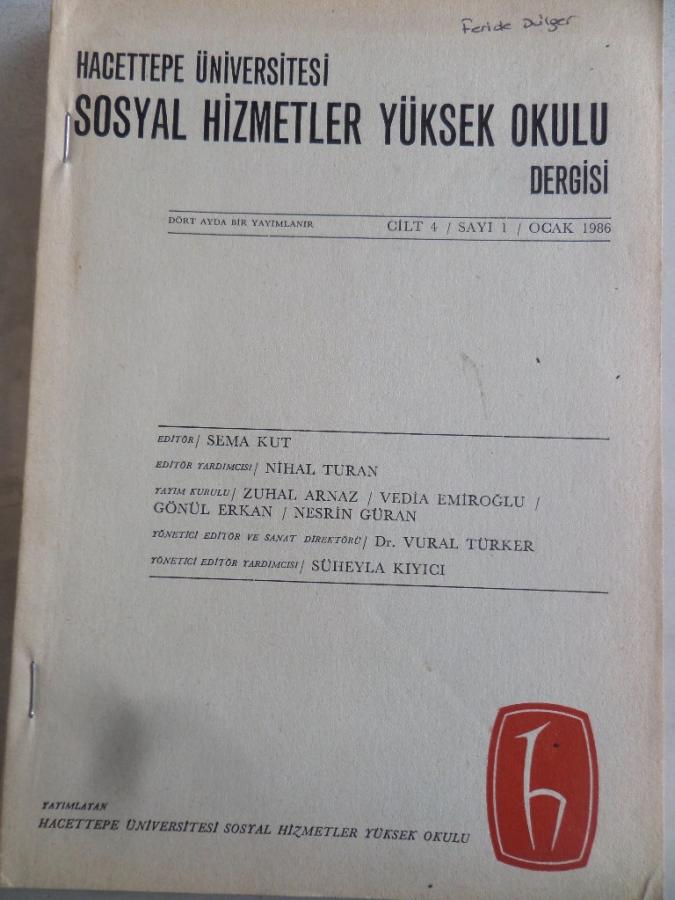 Feride Dülger
HACETTEPE ÜNİVERSİTESİ
SOSYAL HİZMETLER YÜKSEK OKULU
DERGİSİ
DÖRT AYDA BİR YAYIMLANIR CİLT 4 / SAYI 1 / OCAK 1986
EDİTÖR/ SEMA KUT
EDİTÖR YARDIMCISI/ NİHAL TURAN
YAYIM KURULU/ ZUHAL ARNAZ / VEDİA EMİROĞLU /
GÖNÜL ERKAN / NESRİN GÜRAN
YÖNETİCİ EDİTÖR VE SANAT DİREKTÖRÜ/ Dr. VURAL TÜRKER
YÖNETİCİ EDİTÖR YARDIMCISI/ SÜHEYLA KIYICI
YAYIMLATAN
HACETTEPE ÜNİVERSİTESİ SOSYAL HİZMETLER YÜKSEK OKULU